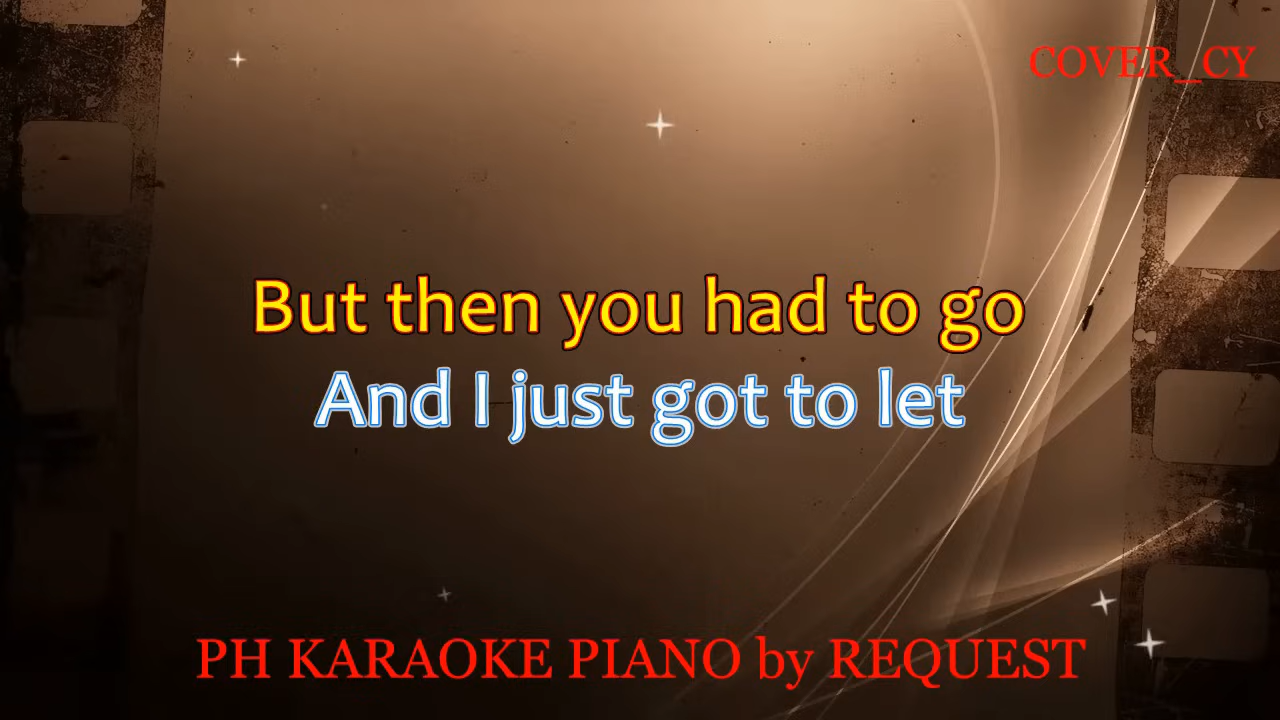 COVER_CY
But then you had to go
And I just got to let
PH KARAOKE PIANO by REQUEST